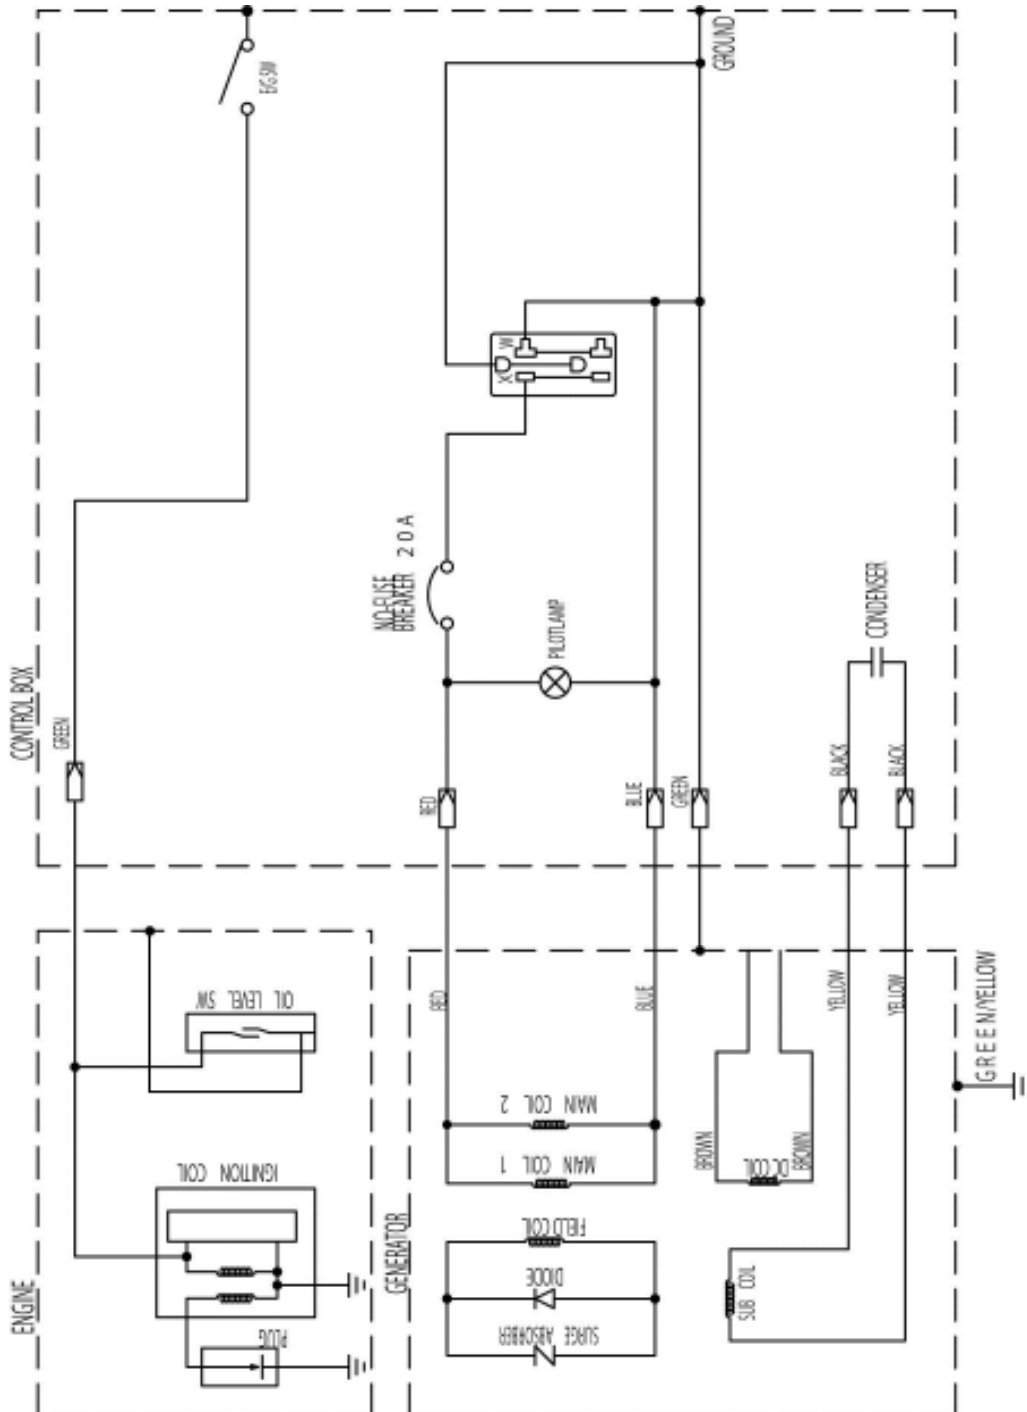 GROUND
E/G SW
W
X
NO-FUSE
BREAKER 20A
PILOTLAMP
CONDENSER
CONTROL BOX
GREEN
RED
BLUE
GREEN
BLACK
BLACK
OIL LEVEL SW
RED
BLUE
YELLOW
YELLOW
GREEN/YELLOW
MAIN COIL 2
MAIN COIL 1
BROWN
BROWN
DC COIL
IGNITION COIL
FIELD COIL
GENERATOR
ENGINE
DIODE
SUB COIL
SURGE ABSORBER
PLUG